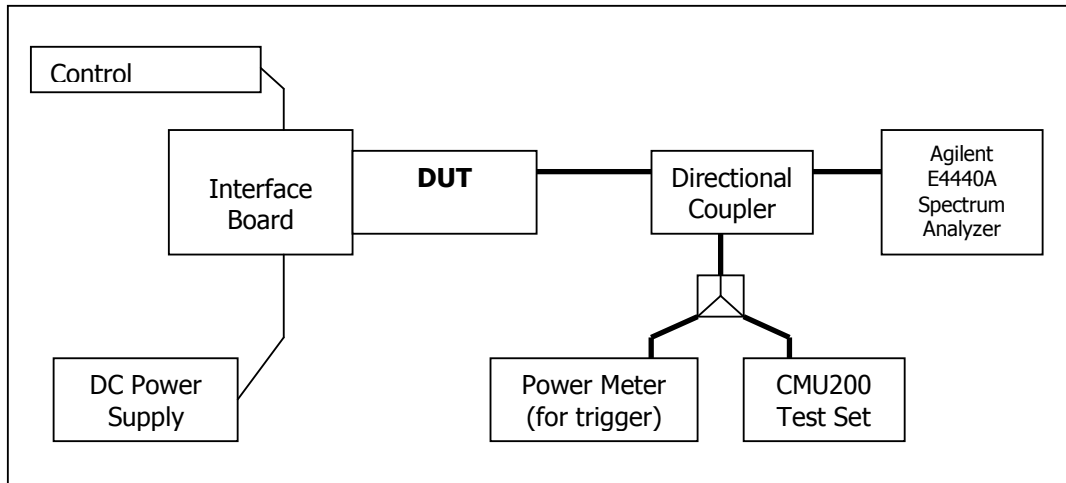 Control
Interface
Board
DUT
Directional
Coupler
Agilent
E4440A
Spectrum
Analyzer
DC Power
Supply
Power Meter
(for trigger)
CMU200
Test Set